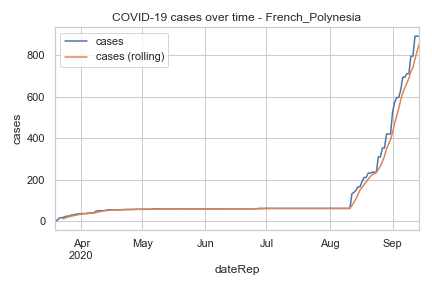 COVID-19 cases over time - French_Polynesia
cases
cases (rolling)
800
600
400
200
0
cases
Apr
2020
May
Jun
Jul
Aug
Sep
dateRep